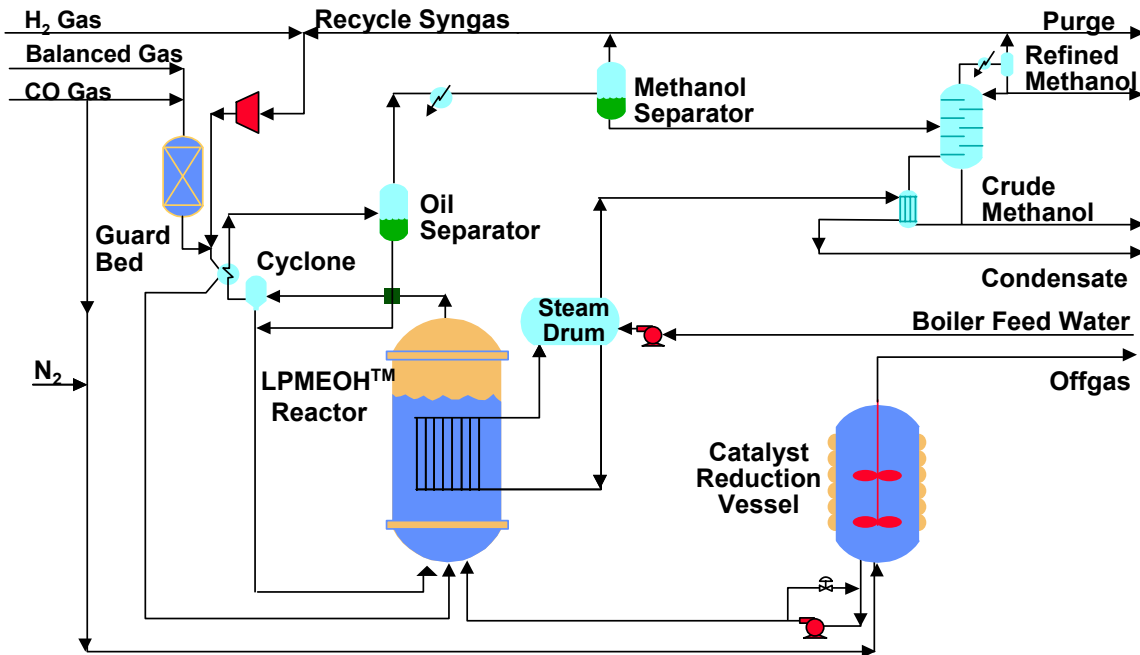 H₂ Gas
Recycle Syngas
Purge
Balanced Gas
Refined
Methanol
CO Gas
Methanol
Separator
Oil
Separator
Crude
Methanol
Guard
Bed
Cyclone
Condensate
Steam
Drum
Boiler Feed Water
N₂
LPMEOH™
Reactor
Offgas
Catalyst
Reduction
Vessel